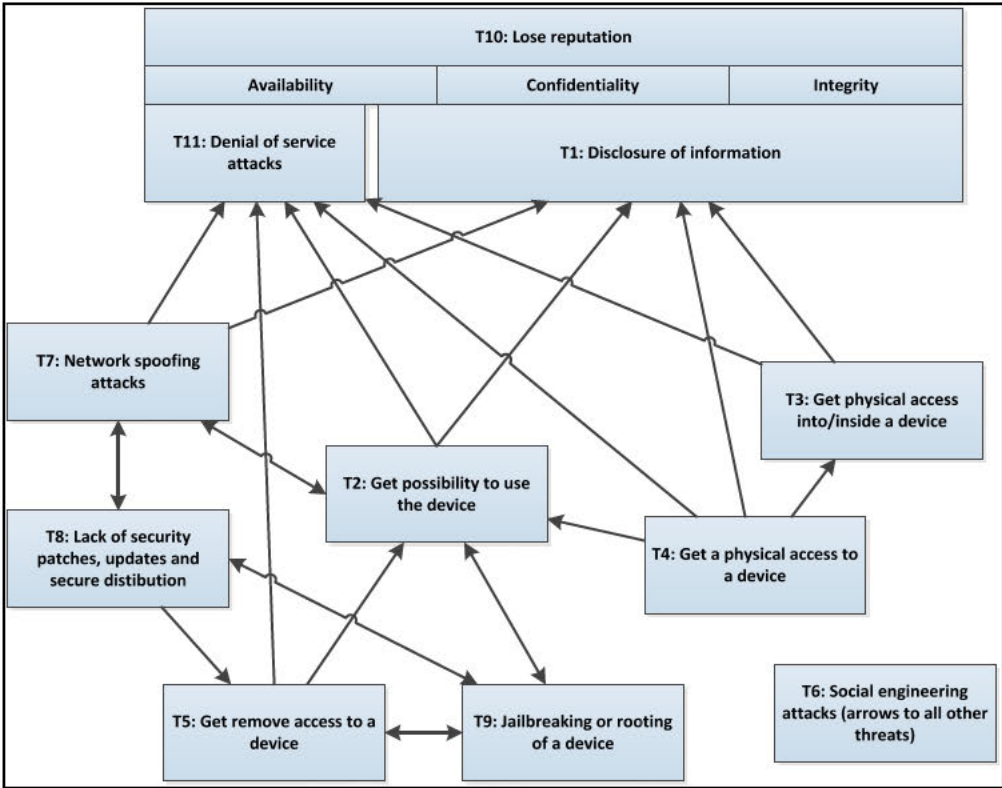 T10: Lose reputation
Availability
Confidentiality
Integrity
T11: Denial of service
attacks
T1: Disclosure of information
T7: Network spoofing
attacks
T3: Get physical access
into/inside a device
T2: Get possibility to use
the device
T8: Lack of security
patches, updates and
secure distibution
T4: Get a physical access to
a device
T5: Get remove access to a
device
T9: Jailbreaking or rooting
of a device
T6: Social engineering
attacks (arrows to all other
threats)